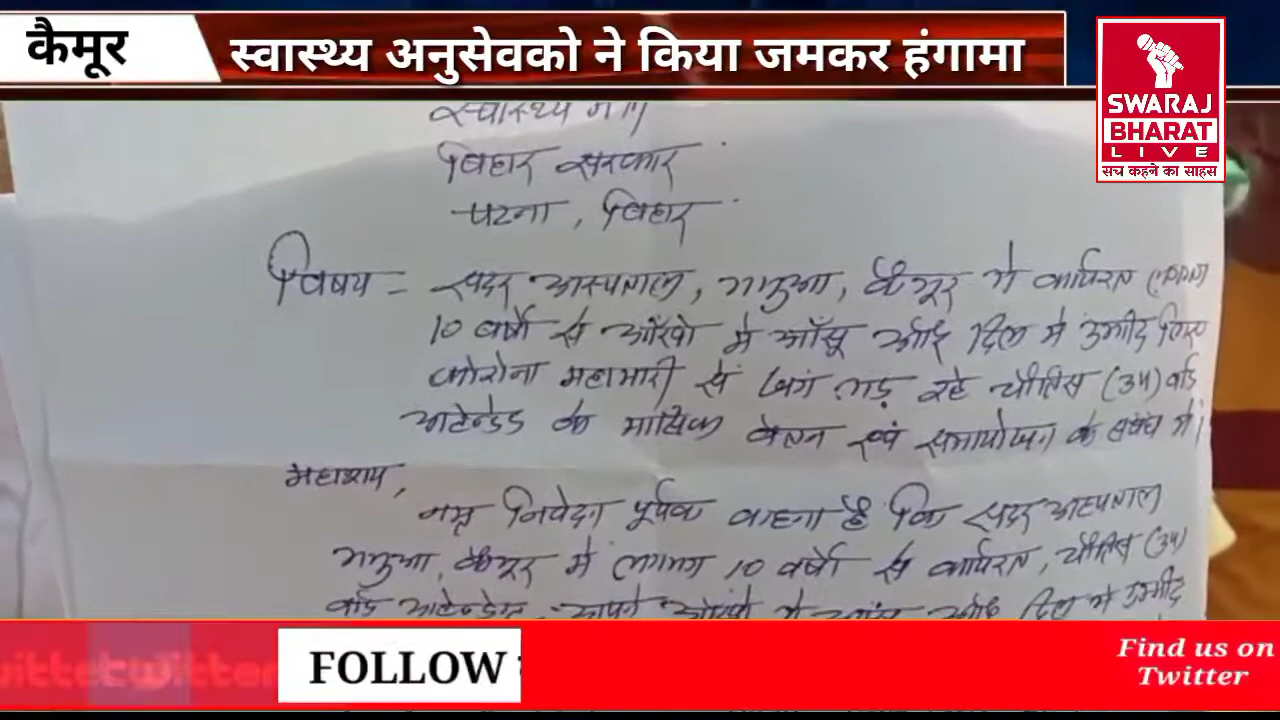 कैमूर
स्वास्थ्य अनुसेवको ने किया जमकर हंगामा
SWARAJ
BHARAT
LIVE
सच कहने का साहस
स्वास्थ्य
बिहार सरकार
पटना, बिहार
विषय = सदर अस्पताल, भभुआ, कैमूर में कार्यरत
10 वर्षों से आँखों में आँसू और दिल में उम्मीद लिए
कोरोना महामारी से जंग लड़ रहे चौंतिस (34) वार्ड
अटेन्डेंड के मासिक वेतन एवं समायोजन के संबंध में।
महाशय,
नम्र निवेदन पूर्वक कहना है कि सदर अस्पताल
भभुआ, कैमूर में लगभग 10 वर्षों से कार्यरत, चौंतिस (34)
वार्ड दिल में उम्मीद
twitter
FOLLOW
Find us on
Twitter